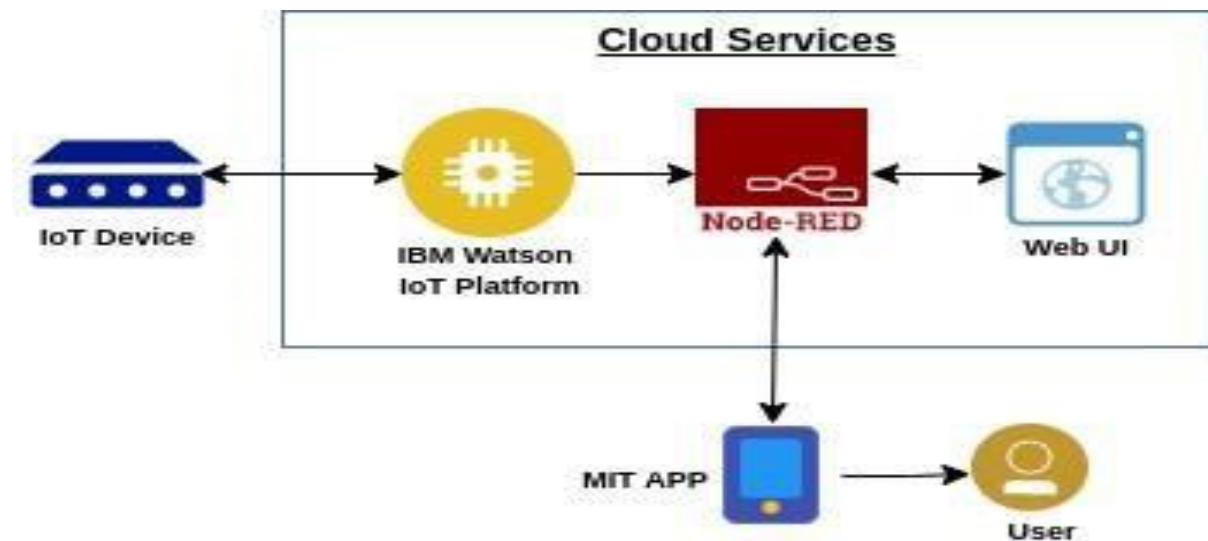 Cloud Services
IoT Device
IBM Watson
IoT Platform
Node-RED
Web UI
MIT APP
User